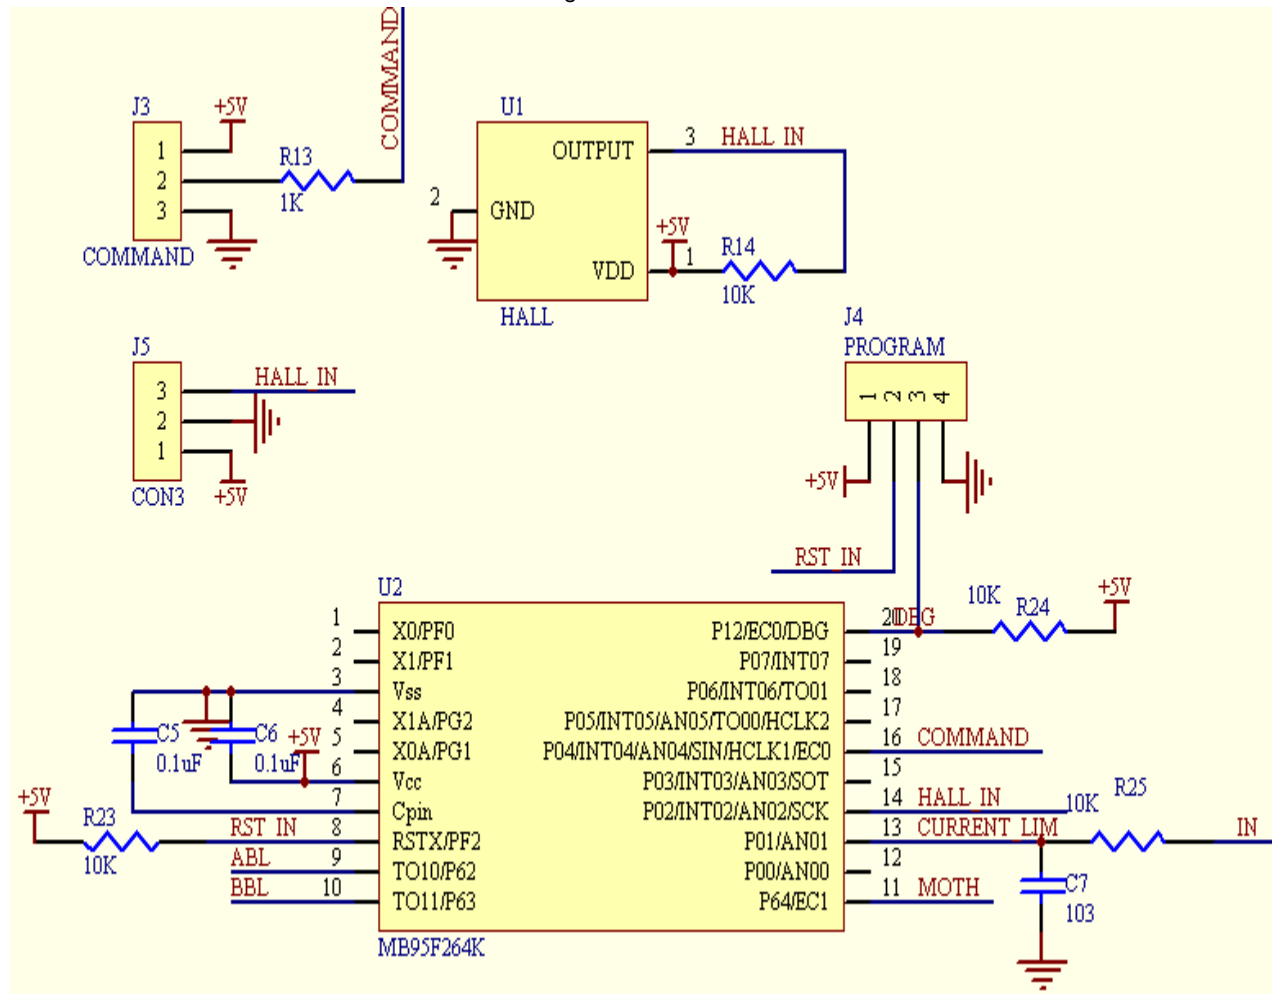 COMMAND
J3
+5V
1
2
3
R13
1K
COMMAND
U1
OUTPUT
3
HALL IN
2
GND
+5V
VDD
1
R14
10K
HALL
J5
3
2
1
HALL IN
CON3
+5V
J4
PROGRAM
1
2
3
4
+5V
RST IN
U2
1
X0/PF0
2
X1/PF1
3
Vss
4
X1A/PG2
5
X0A/PG1
6
Vcc
7
Cpin
8
RSTX/PF2
9
TO10/P62
10
TO11/P63
P12/EC0/DBG
20
DBG
P07/INT07
19
P06/INT06/TO01
18
P05/INT05/AN05/TO00/HCLK2
17
P04/INT04/AN04/SIN/HCLK1/EC0
16
COMMAND
P03/INT03/AN03/SOT
15
P02/INT02/AN02/SCK
14
HALL IN
P01/AN01
13
CURRENT LIM
P00/AN00
12
P64/EC1
11
MOTH
10K
R24
+5V
C5
0.1uF
C6
0.1uF
+5V
+5V
R23
10K
RST IN
ABL
BBL
10K
R25
IN
C7
103
MB95F264K